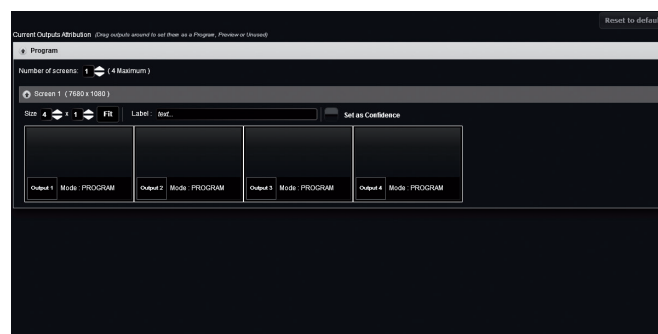 Reset to defaul
Current Outputs Attribution (Drag outputs around to set them as a Program, Preview or Unused)
Program
Number of screens: 1 ( 4 Maximum )
Screen 1 ( 7680 x 1080 )
Size 4 x 1 Fit Label : text... Set as Confidence
Output 1 Mode : PROGRAM Output 2 Mode : PROGRAM Output 3 Mode : PROGRAM Output 4 Mode : PROGRAM